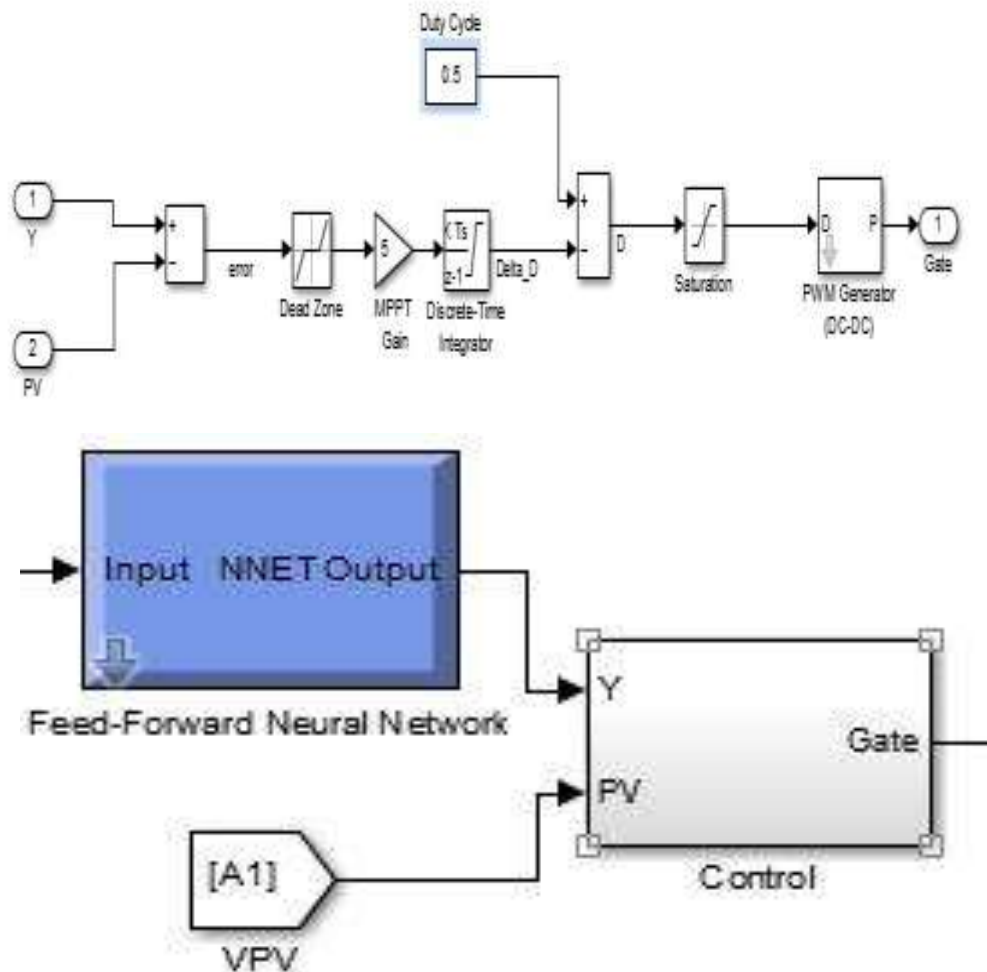 Duty Cycle
0.5
1
Y
+
−
error
2
PV
Dead Zone
5
MPPT
Gain
K Ts
z-1
Discrete-Time
Integrator
Delta_D
+
−
D
Saturation
D P
PWM Generator
(DC-DC)
1
Gate
Input NNET Output
Feed-Forward Neural Network
Y
PV
Gate
Control
[A1]
VPV